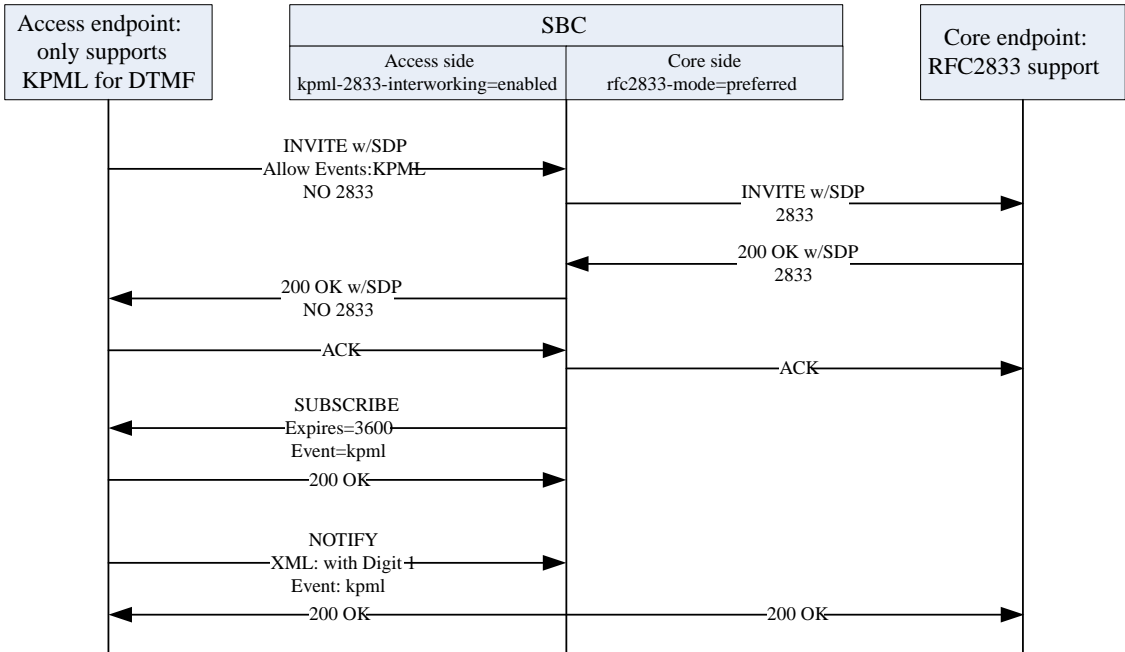 Access endpoint:
only supports
KPML for DTMF
SBC
Access side
kpml-2833-interworking=enabled
Core side
rfc2833-mode=preferred
Core endpoint:
RFC2833 support
INVITE w/SDP
Allow Events:KPML
NO 2833
INVITE w/SDP
2833
200 OK w/SDP
2833
200 OK w/SDP
NO 2833
ACK
ACK
SUBSCRIBE
Expires=3600
Event=kpml
200 OK
NOTIFY
XML: with Digit 1
Event: kpml
200 OK
200 OK